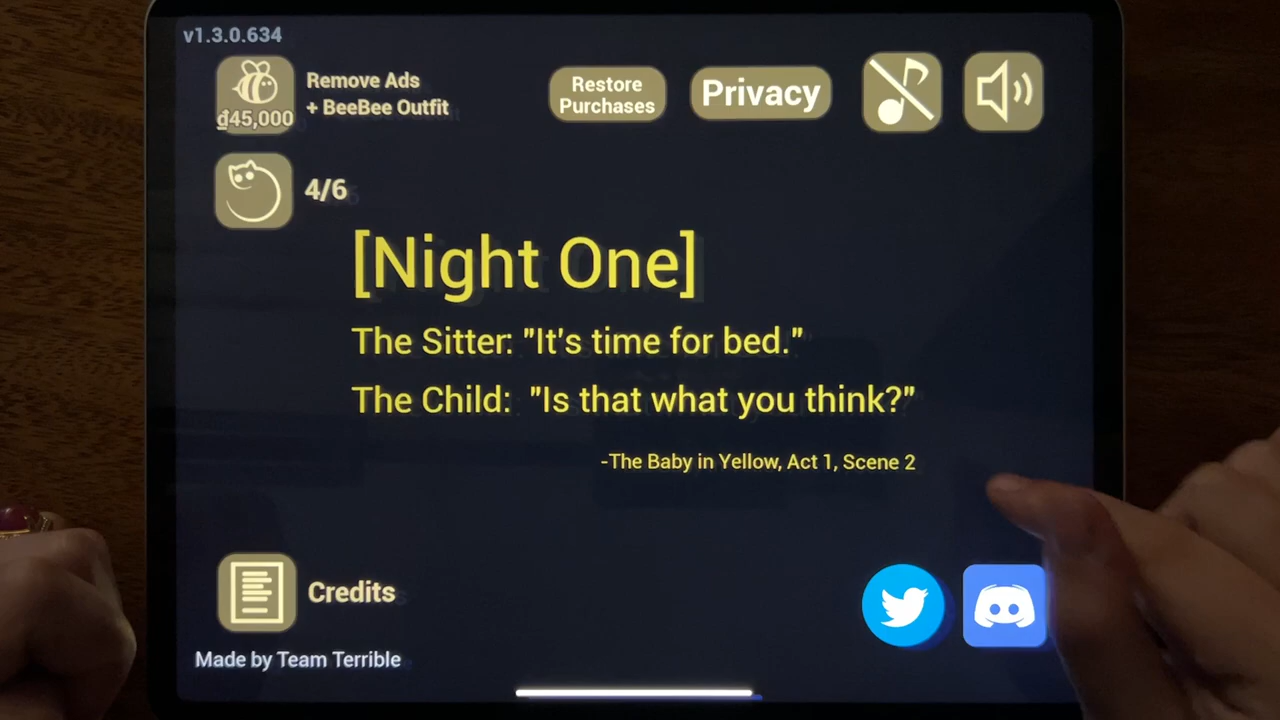 v1.3.0.634
Remove Ads
+ BeeBee Outfit
₫45,000
Restore
Purchases
Privacy
4/6
[Night One]
The Sitter: "It's time for bed."
The Child: "Is that what you think?"
-The Baby in Yellow, Act 1, Scene 2
Credits
Made by Team Terrible